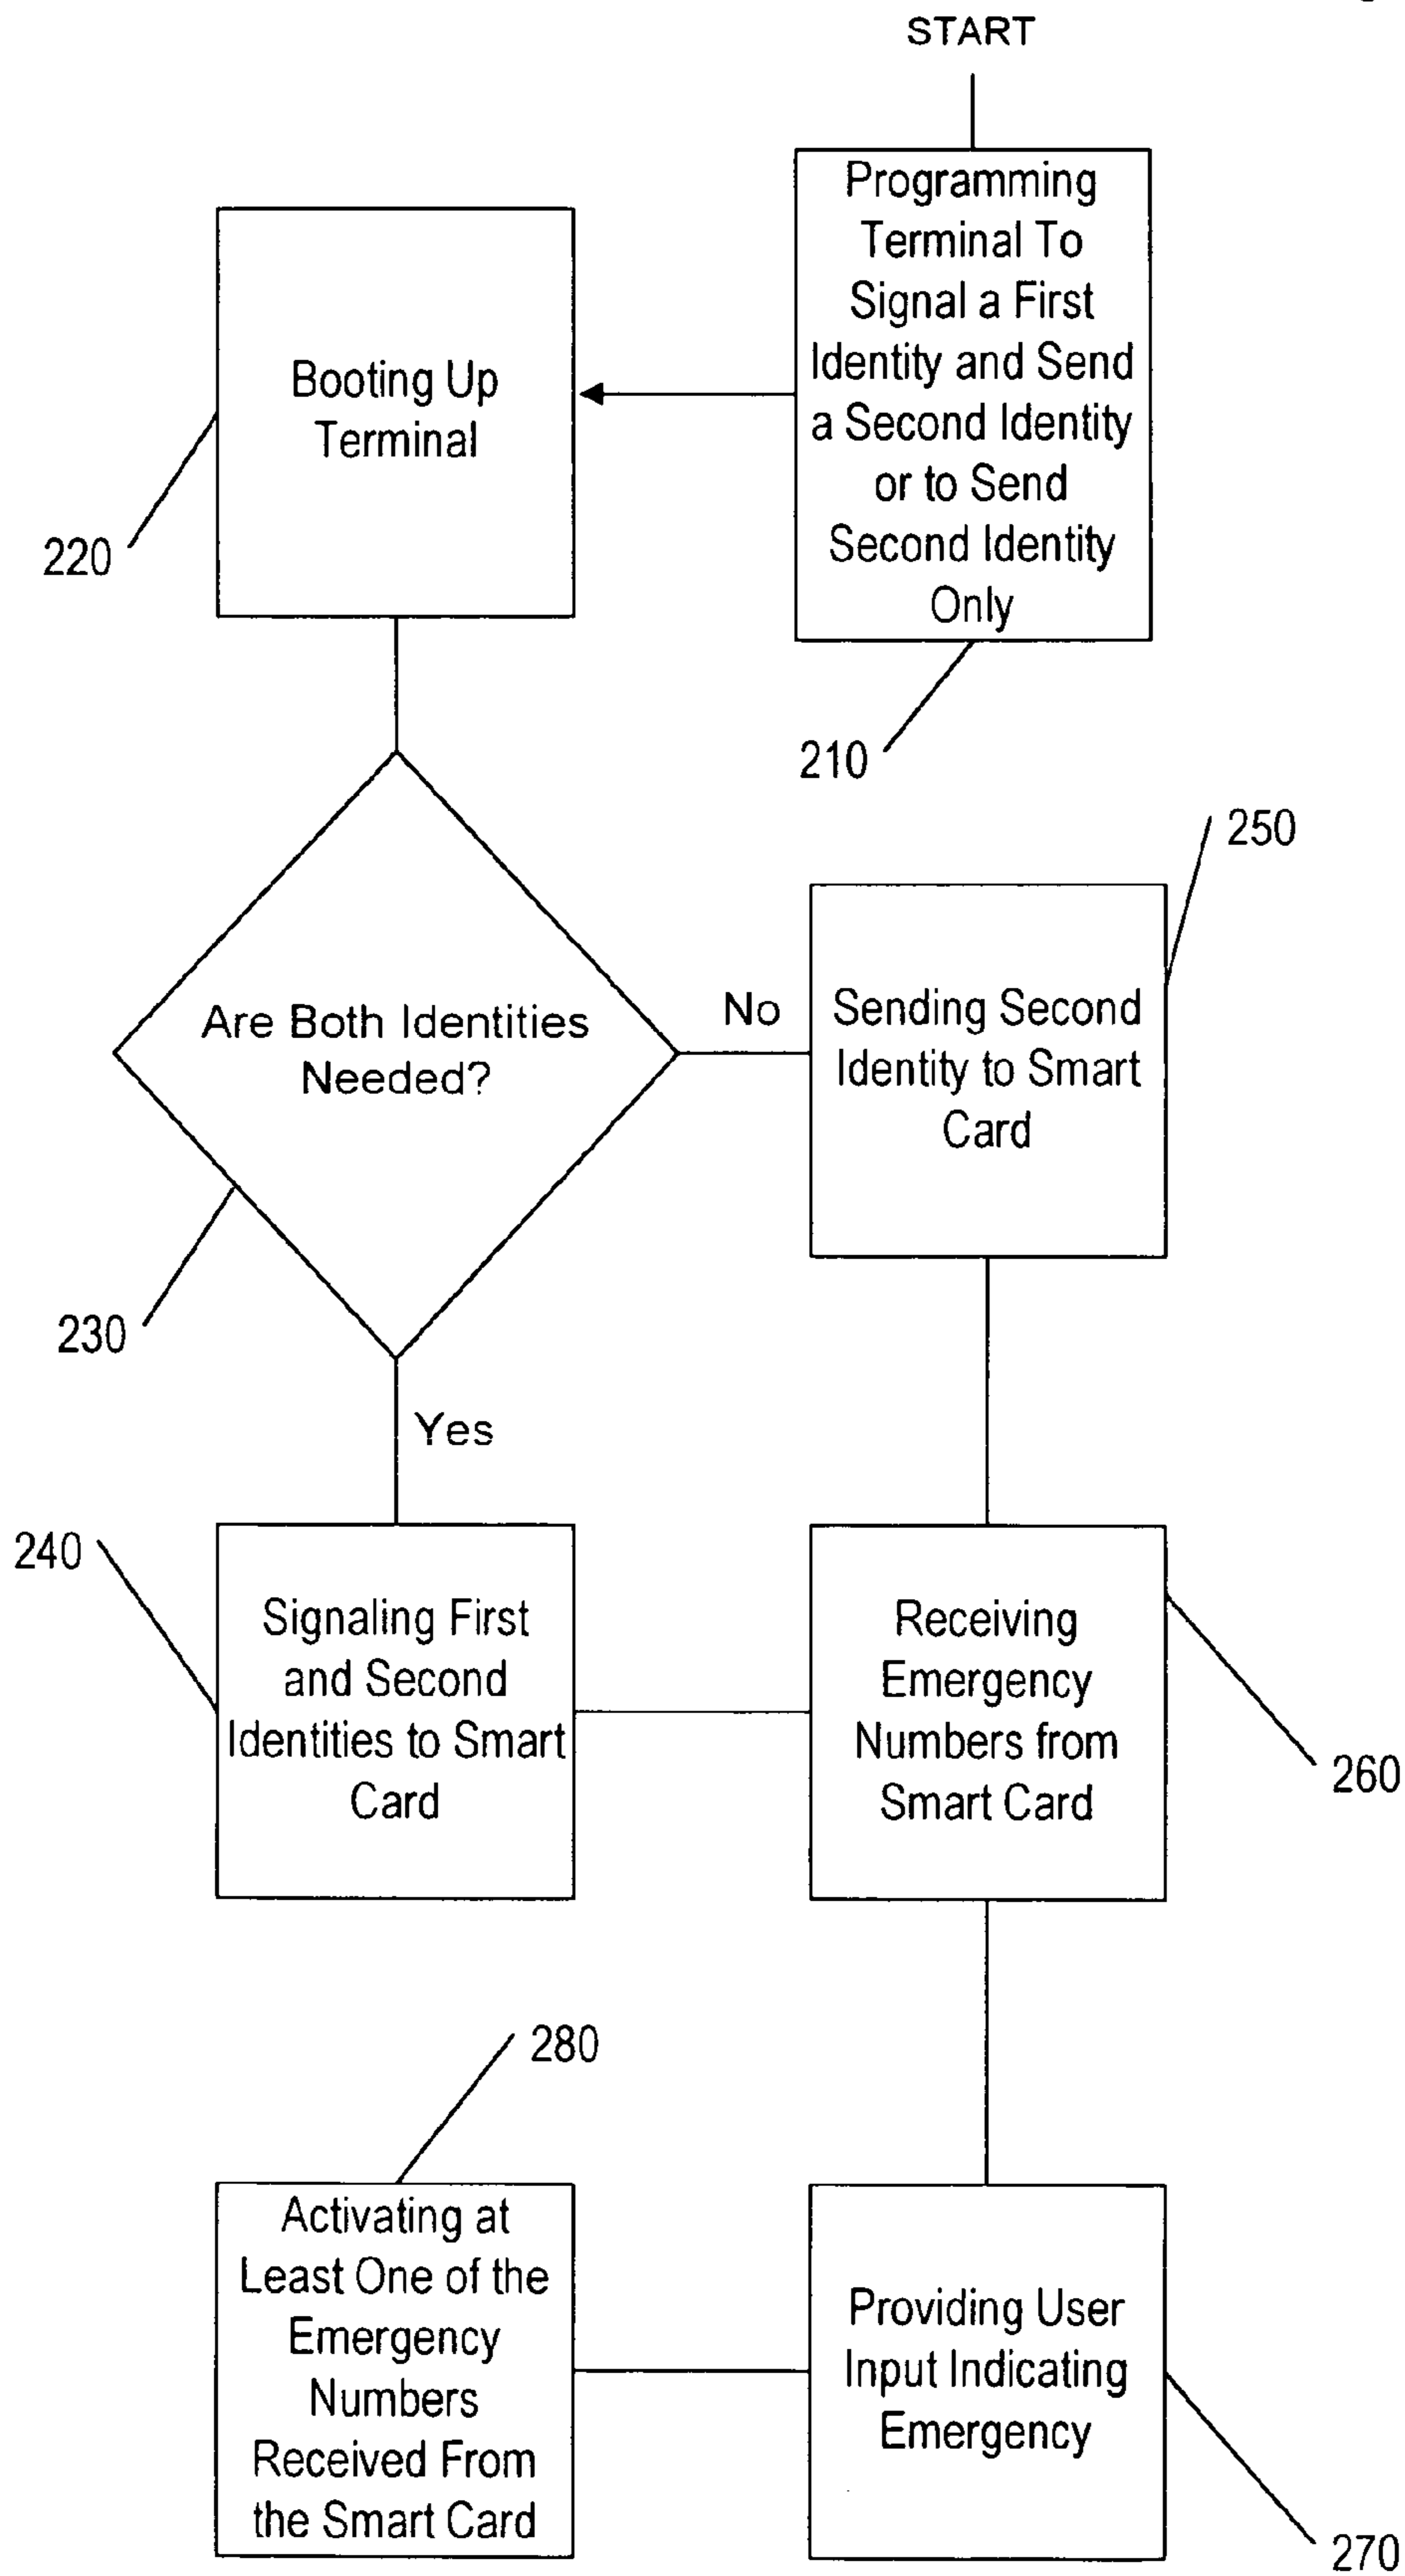 START
Programming
Terminal To
Signal a First
Identity and Send
a Second Identity
or to Send
Second Identity
Only
210
Booting Up
Terminal
220
Are Both Identities
Needed?
230
No
Yes
250
Sending Second
Identity to Smart
Card
240
Signaling First
and Second
Identities to Smart
Card
Receiving
Emergency
Numbers from
Smart Card
260
280
Activating at
Least One of the
Emergency
Numbers
Received From
the Smart Card
Providing User
Input Indicating
Emergency
270